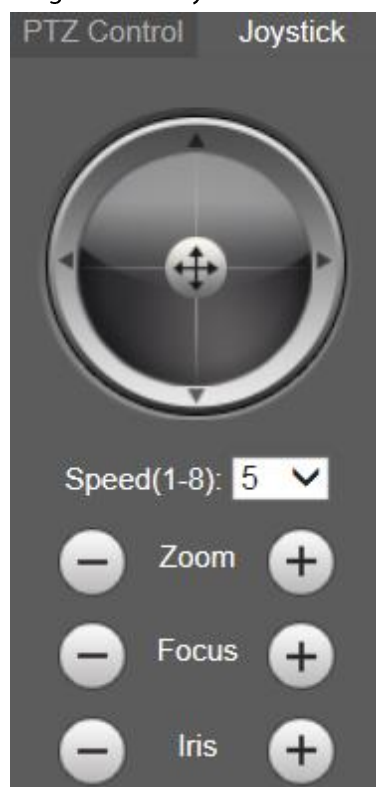 PTZ Control Joystick
Speed(1-8): 5
− Zoom +
− Focus +
− Iris +